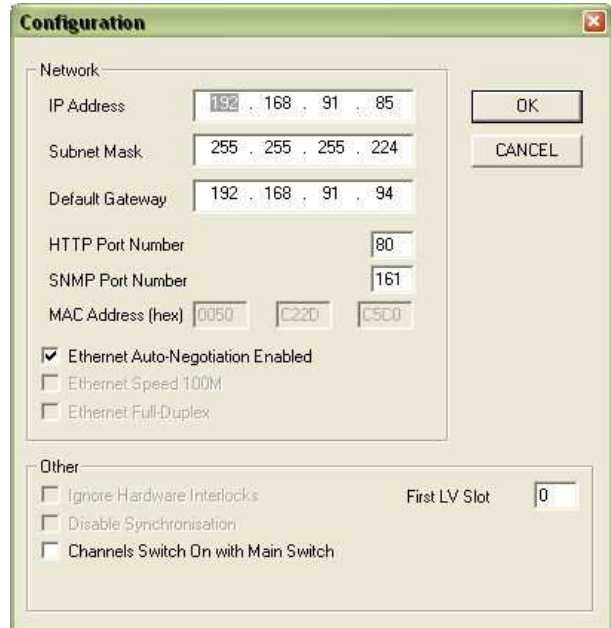 Configuration
Network
IP Address 192 . 168 . 91 . 85
OK
Subnet Mask 255 . 255 . 255 . 224
CANCEL
Default Gateway 192 . 168 . 91 . 94
HTTP Port Number 80
SNMP Port Number 161
MAC Address (hex) 0050 C22D C5C0
Ethernet Auto-Negotiation Enabled
Ethernet Speed 100M
Ethernet Full-Duplex
Other
Ignore Hardware Interlocks
First LV Slot 0
Disable Synchronisation
Channels Switch On with Main Switch